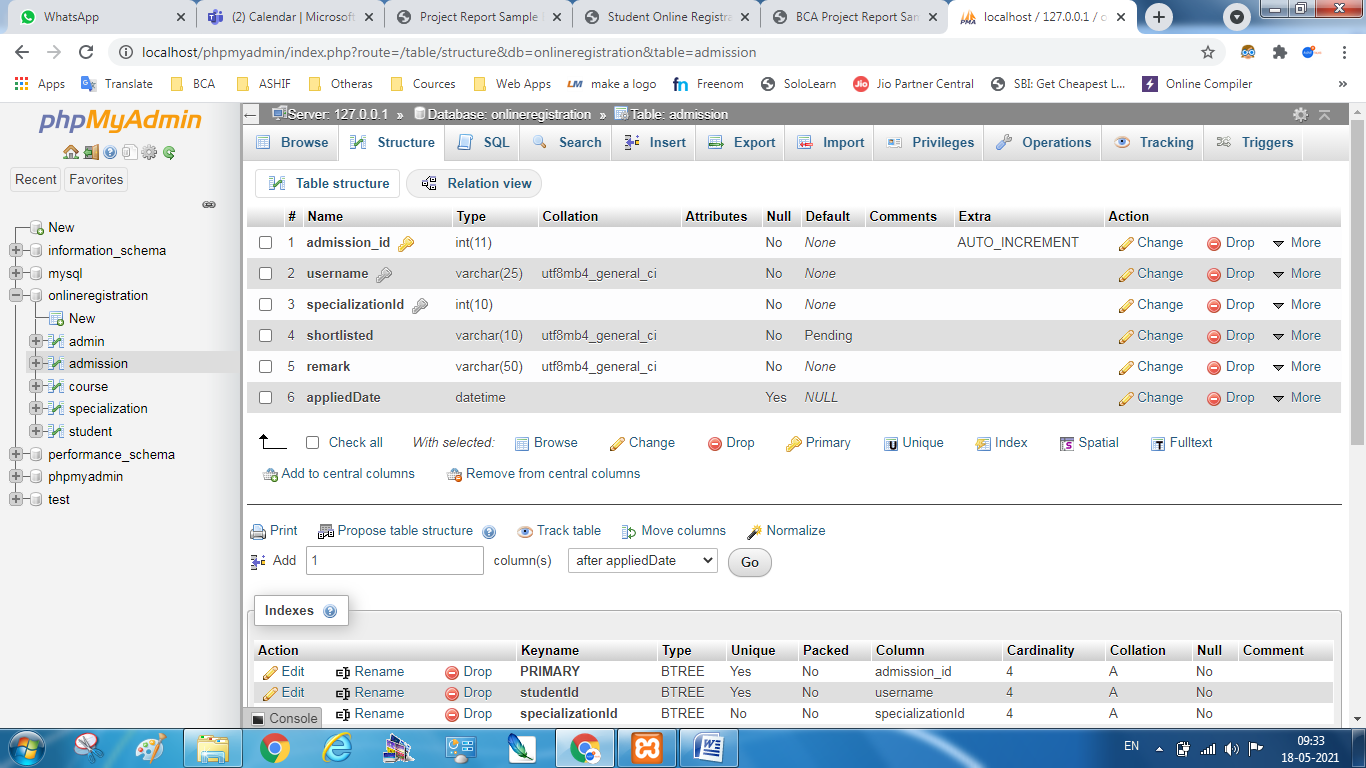 WhatsApp
(2) Calendar | Microsoft
Project Report Sample
Student Online Registra
BCA Project Report Sam
localhost / 127.0.0.1 / o
localhost/phpmyadmin/index.php?route=/table/structure&db=onlineregistration&table=admission
Apps Translate BCA ASHIF Otheras Cources Web Apps LM make a logo fn Freenom SoloLearn Jio Jio Partner Central SBI: Get Cheapest L... Online Compiler »
phpMyAdmin
Recent Favorites
New
information_schema
mysql
onlineregistration
New
admin
admission
course
specialization
student
performance_schema
phpmyadmin
test
Server: 127.0.0.1 » Database: onlineregistration » Table: admission
Browse Structure SQL Search Insert Export Import Privileges Operations Tracking Triggers
Table structure Relation view
# Name Type Collation Attributes Null Default Comments Extra Action
1 admission_id int(11) No None AUTO_INCREMENT Change Drop More
2 username varchar(25) utf8mb4_general_ci No None Change Drop More
3 specializationId int(10) No None Change Drop More
4 shortlisted varchar(10) utf8mb4_general_ci No Pending Change Drop More
5 remark varchar(50) utf8mb4_general_ci No None Change Drop More
6 appliedDate datetime Yes NULL Change Drop More
Check all With selected: Browse Change Drop Primary Unique Index Spatial Fulltext
Add to central columns Remove from central columns
Print Propose table structure Track table Move columns Normalize
Add 1 column(s) after appliedDate Go
Indexes
Action Keyname Type Unique Packed Column Cardinality Collation Null Comment
Edit Rename Drop PRIMARY BTREE Yes No admission_id 4 A No
Edit Rename Drop studentId BTREE Yes No username 4 A No
Rename Drop specializationId BTREE No No specializationId 4 A No
Console
EN
09:33
18-05-2021